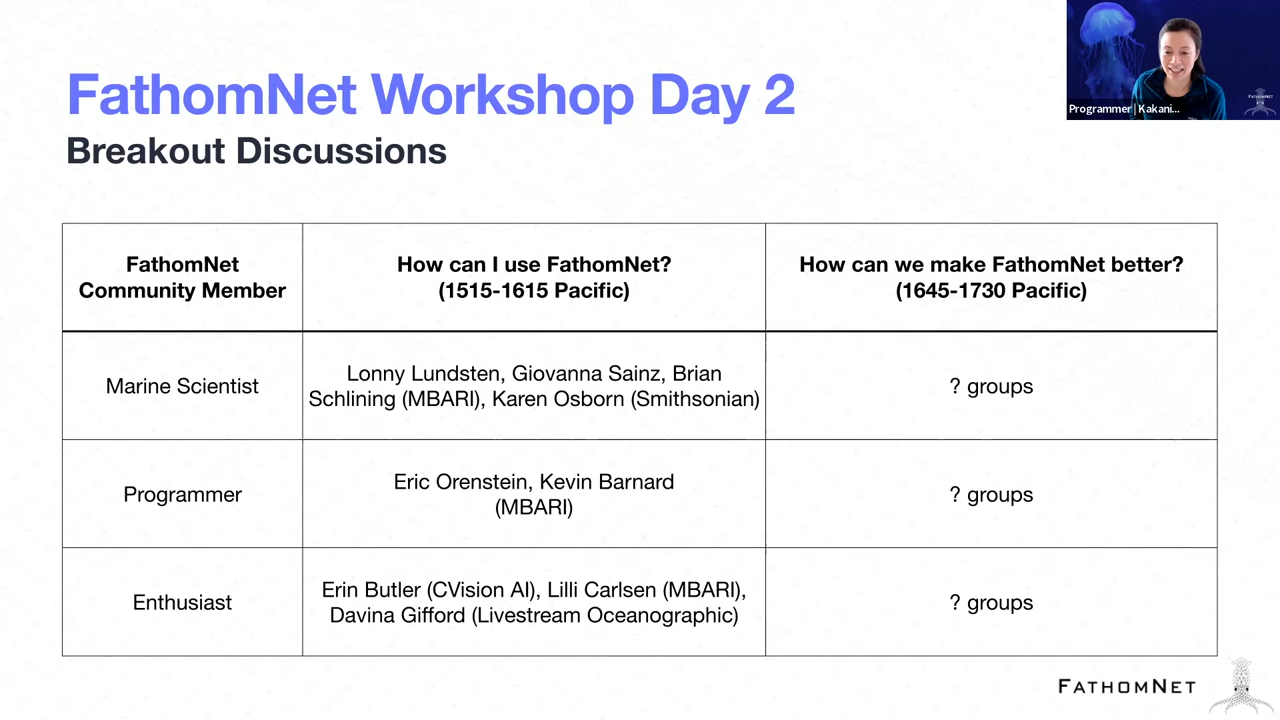 FathomNet Workshop Day 2
Breakout Discussions
Programmer | Kakani...
FATHOMNET
FathomNet
Community Member
How can I use FathomNet?
(1515-1615 Pacific)
How can we make FathomNet better?
(1645-1730 Pacific)
Marine Scientist
Lonny Lundsten, Giovanna Sainz, Brian
Schlining (MBARI), Karen Osborn (Smithsonian)
? groups
Programmer
Eric Orenstein, Kevin Barnard
(MBARI)
? groups
Enthusiast
Erin Butler (CVision AI), Lilli Carlsen (MBARI),
Davina Gifford (Livestream Oceanographic)
? groups
FATHOMNET